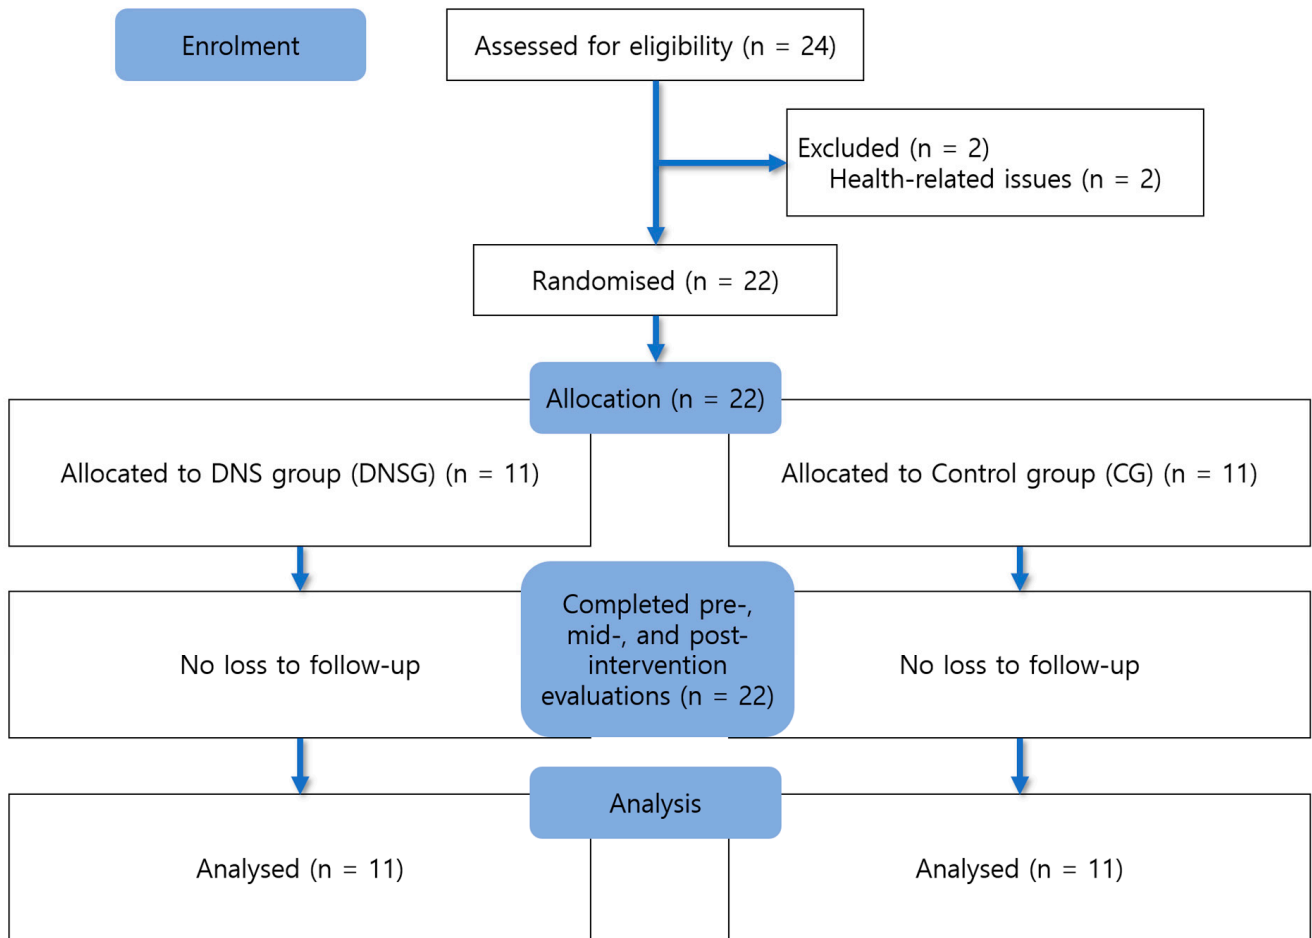 Enrolment
Assessed for eligibility (n = 24)
Excluded (n = 2)
Health-related issues (n = 2)
Randomised (n = 22)
Allocation (n = 22)
Allocated to DNS group (DNSG) (n = 11)
Allocated to Control group (CG) (n = 11)
No loss to follow-up
Completed pre-,
mid-, and post-
intervention
evaluations (n = 22)
No loss to follow-up
Analysis
Analysed (n = 11)
Analysed (n = 11)